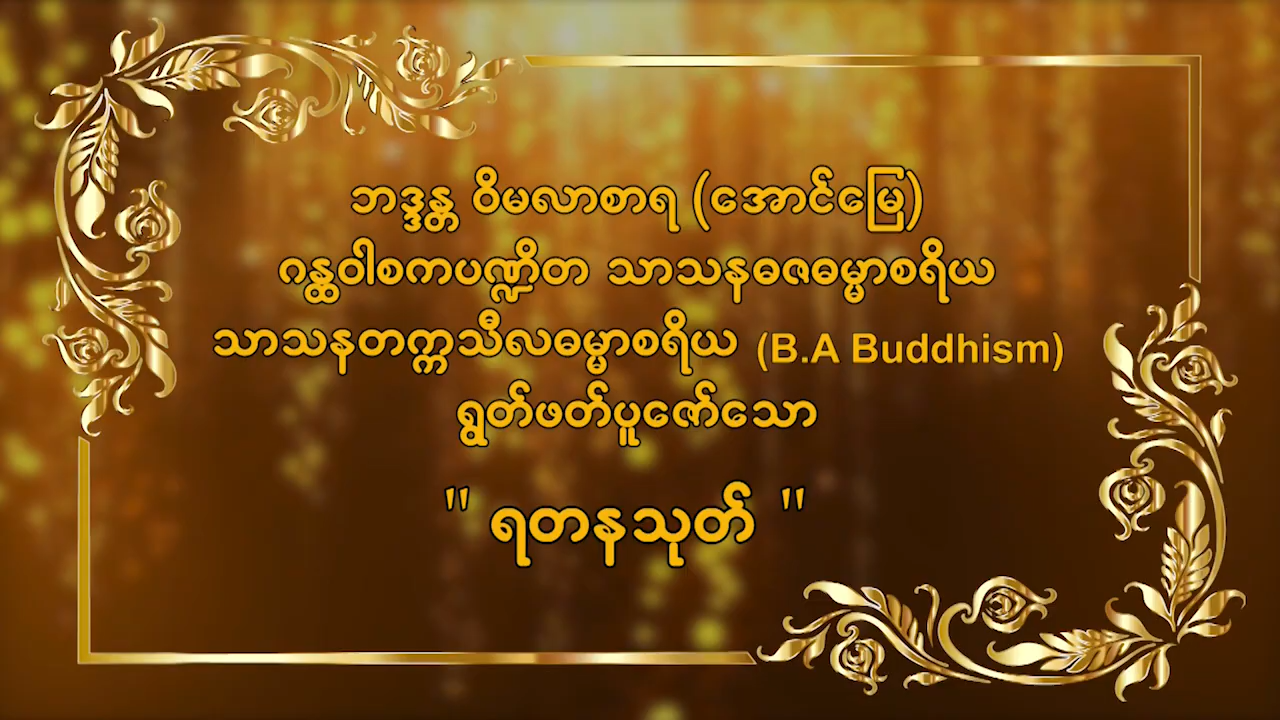 ဘဒ္ဒန္တ ဝိမလာစာရ (အောင်မြေ)
ဂန္ထဝါစကပဏ္ဍိတ သာသနဓဇဓမ္မာစရိယ
သာသနတက္ကသီလဓမ္မာစရိယ (B.A Buddhism)
ရွတ်ဖတ်ပူဇော်သော
" ရတနသုတ် "